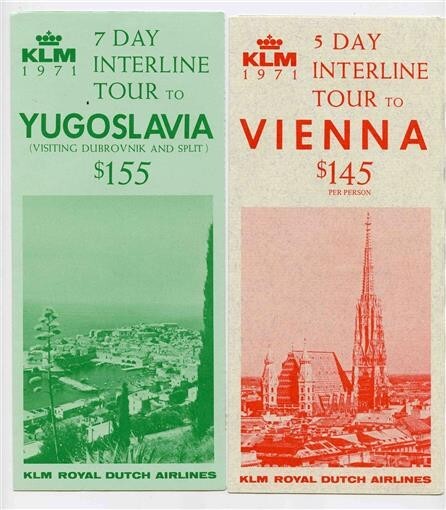 KLM
1971
7 DAY
INTERLINE
TOUR TO
YUGOSLAVIA
(VISITING DUBROVNIK AND SPLIT)
$155
KLM ROYAL DUTCH AIRLINES
KLM
1971
5 DAY
INTERLINE
TOUR TO
VIENNA
$145
PER PERSON
KLM ROYAL DUTCH AIRLINES